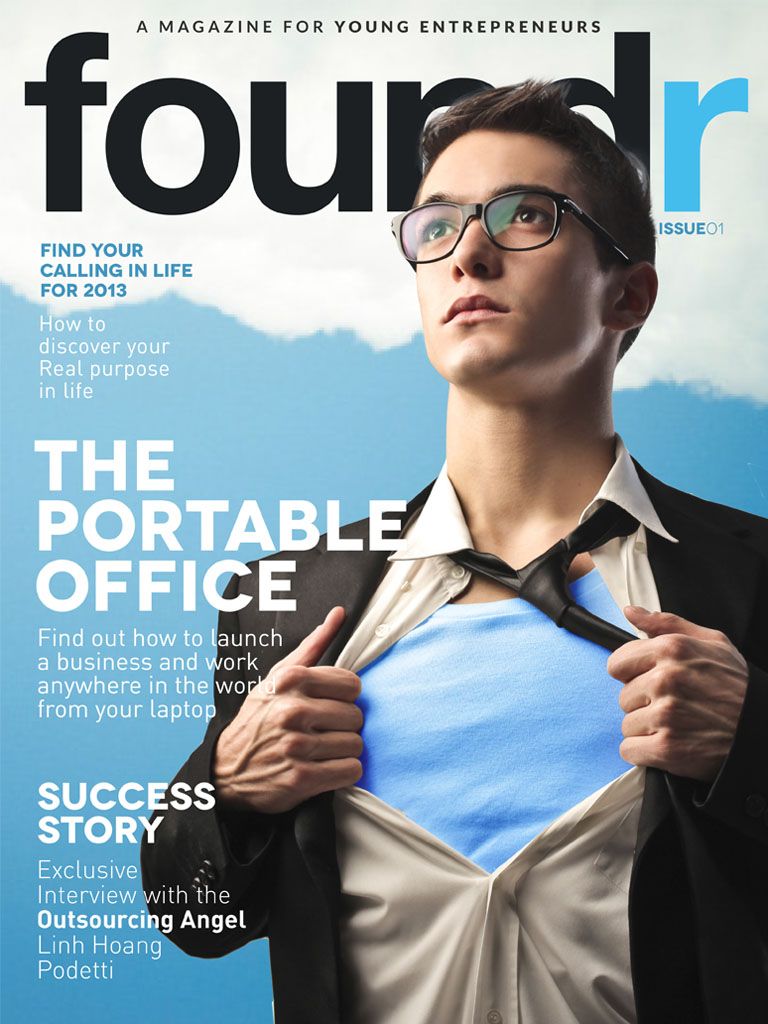 A MAGAZINE FOR YOUNG ENTREPRENEURS
foundr
ISSUE01
FIND YOUR
CALLING IN LIFE
FOR 2013
How to
discover your
Real purpose
in life
THE
PORTABLE
OFFICE
Find out how to launch
a business and work
anywhere in the world
from your laptop
SUCCESS
STORY
Exclusive
Interview with the
Outsourcing Angel
Linh Hoang
Podetti